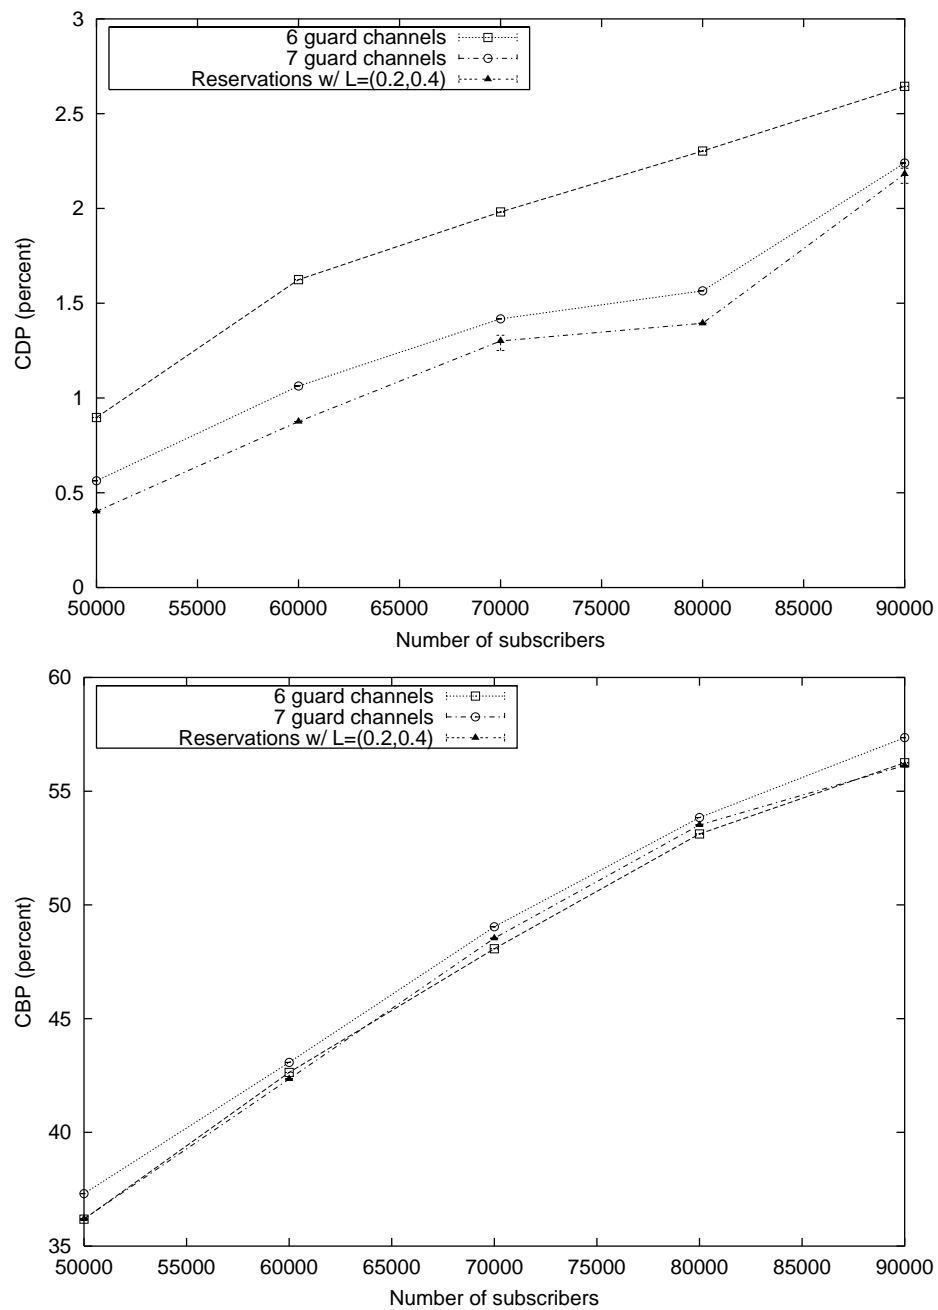 3
2.5
2
1.5
1
0.5
0
CDP (percent)
6 guard channels
7 guard channels
Reservations w/ L=(0.2,0.4)
50000 55000 60000 65000 70000 75000 80000 85000 90000
Number of subscribers
60
55
50
45
40
35
CBP (percent)
6 guard channels
7 guard channels
Reservations w/ L=(0.2,0.4)
50000 55000 60000 65000 70000 75000 80000 85000 90000
Number of subscribers